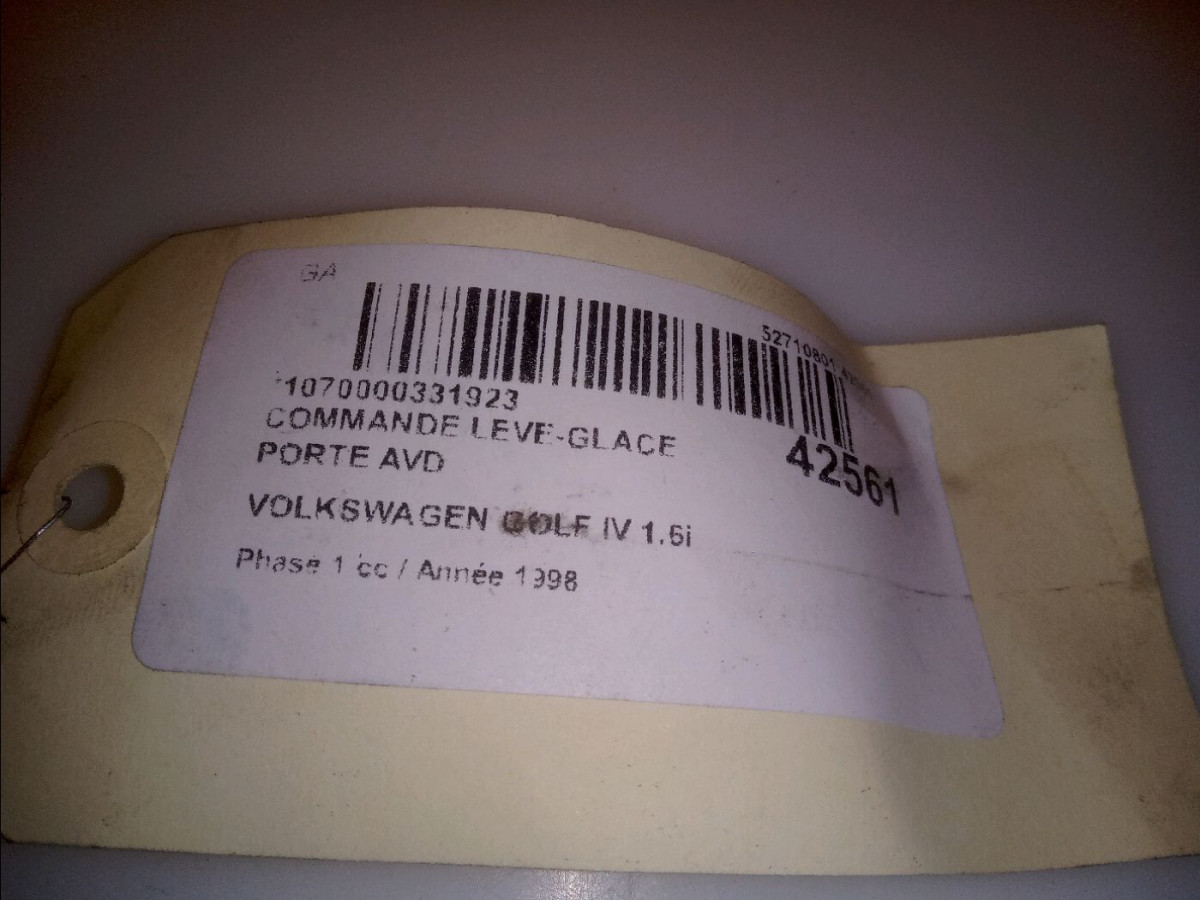 GA
52710801
1070000331923
42561
COMMANDE LEVE-GLACE
PORTE AVD
VOLKSWAGEN GOLF IV 1.6i
Phase 1 cc / Année 1998